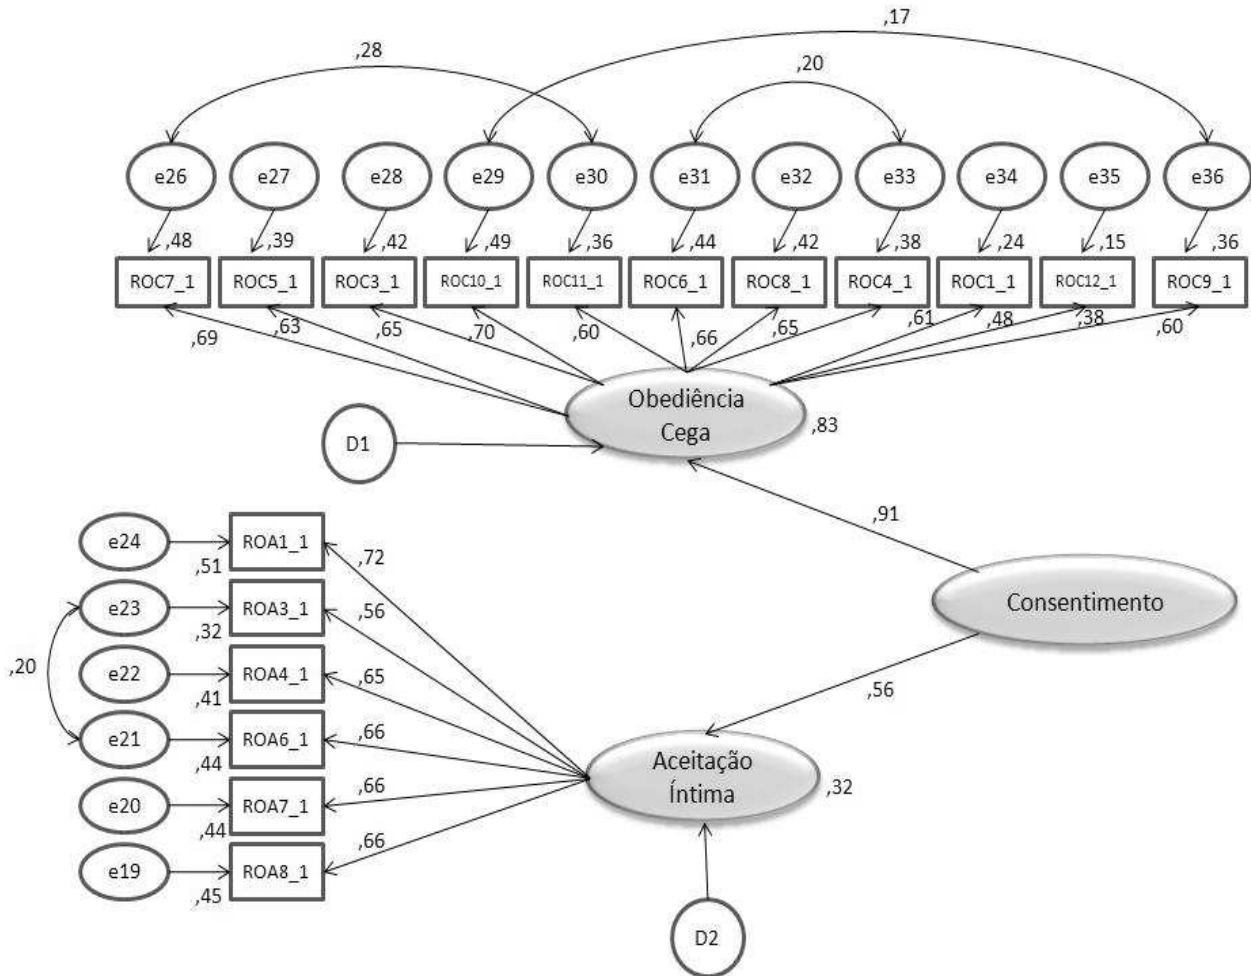 ,17
,28
,20
e26 e27 e28 e29 e30 e31 e32 e33 e34 e35 e36
,48 ,39 ,42 ,49 ,36 ,44 ,42 ,38 ,24 ,15 ,36
ROC7_1 ROC5_1 ROC3_1 ROC10_1 ROC11_1 ROC6_1 ROC8_1 ROC4_1 ROC1_1 ROC12_1 ROC9_1
,69 ,63 ,65 ,70 ,60 ,66 ,65 ,61 ,48 ,38 ,60
Obediência
Cega
,83
D1
,91
e24 ,51 ROA1_1 ,72
e23 ,32 ROA3_1 ,56
Consentimento
,20
e22 ,41 ROA4_1 ,65
,56
e21 ,44 ROA6_1 ,66
Aceitação
Íntima
,32
e20 ,44 ROA7_1 ,66
e19 ,45 ROA8_1 ,66
D2